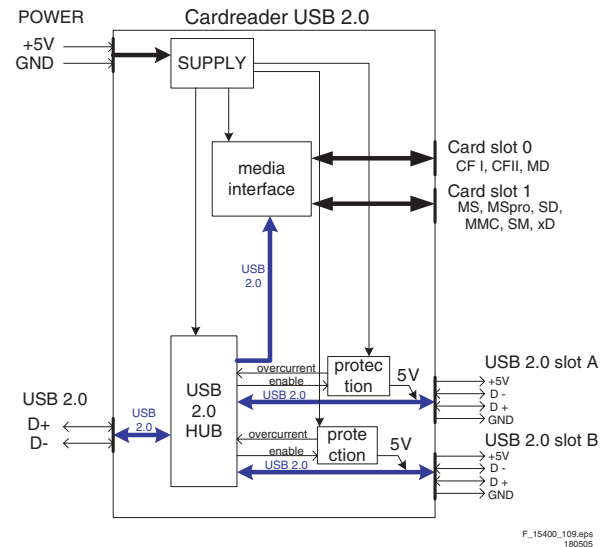 POWER
Cardreader USB 2.0
+5V
GND
SUPPLY
media
interface
Card slot 0
CF I, CFII, MD
Card slot 1
MS, MSpro, SD,
MMC, SM, xD
USB
2.0
USB 2.0
D+
D-
USB
2.0
USB
2.0
HUB
overcurrent
enable
USB 2.0
protec
tion
5V
USB 2.0 slot A
+5V
D -
D +
GND
overcurrent
enable
USB 2.0
prote
ction
5V
USB 2.0 slot B
+5V
D -
D +
GND
F_15400_109.eps
180505